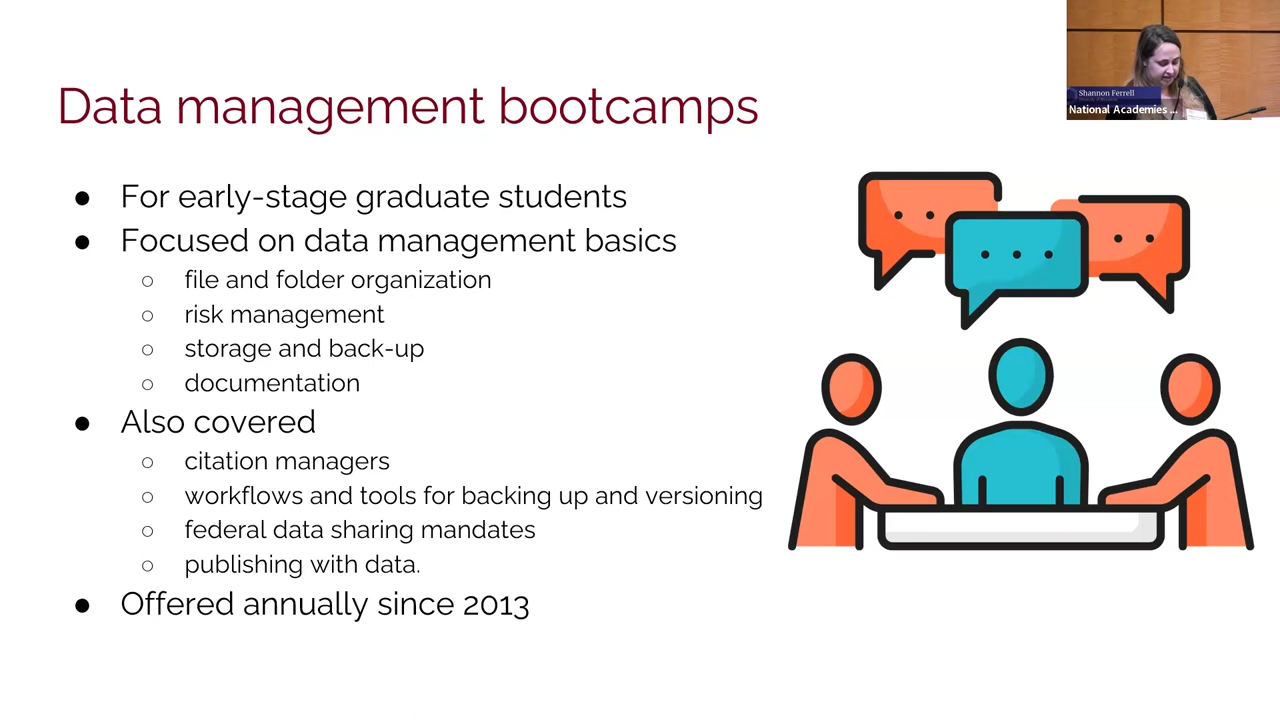 Data management bootcamps
Shannon Ferrell
National Academies ...
● For early-stage graduate students
● Focused on data management basics
○ file and folder organization
○ risk management
○ storage and back-up
○ documentation
● Also covered
○ citation managers
○ workflows and tools for backing up and versioning
○ federal data sharing mandates
○ publishing with data.
● Offered annually since 2013